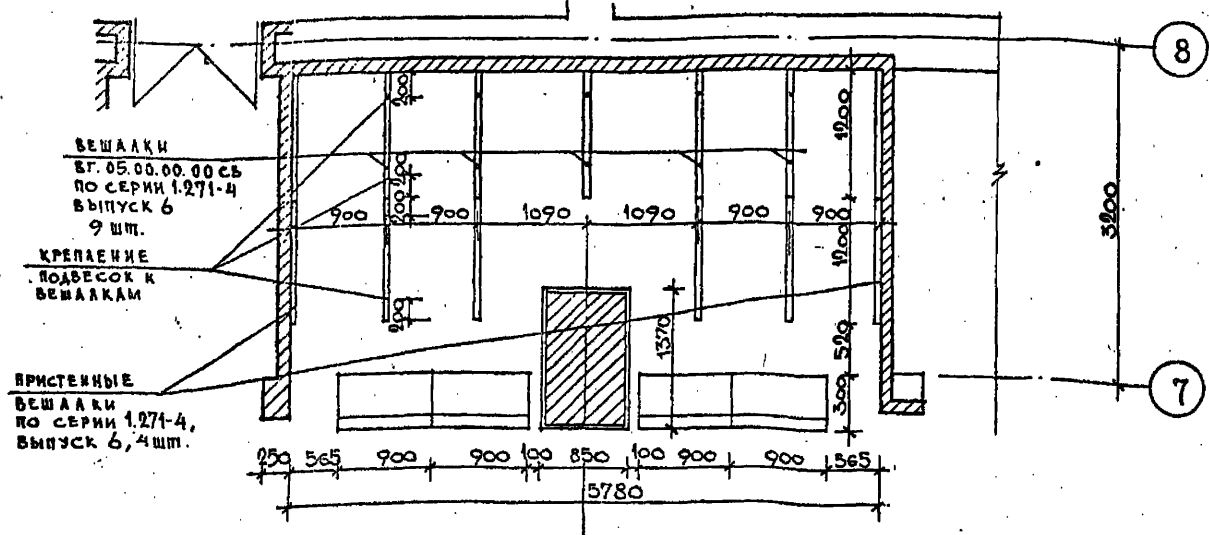 8
ВЕШАЛКИ
ВГ. 05.00.00.00 СБ
ПО СЕРИИ 1.271-4
ВЫПУСК 6
9 ШТ.
КРЕПЛЕНИЕ
ПОДВЕСОК К
ВЕШАЛКАМ
200
200
200
200
1200
1200
520
300
3200
900 900 1090 1090 900 900
1370
ПРИСТЕННЫЕ
ВЕШАЛКИ
ПО СЕРИИ 1.271-4,
ВЫПУСК 6, 4 ШТ.
7
250 565 900 900 100 850 100 900 900 565
5780